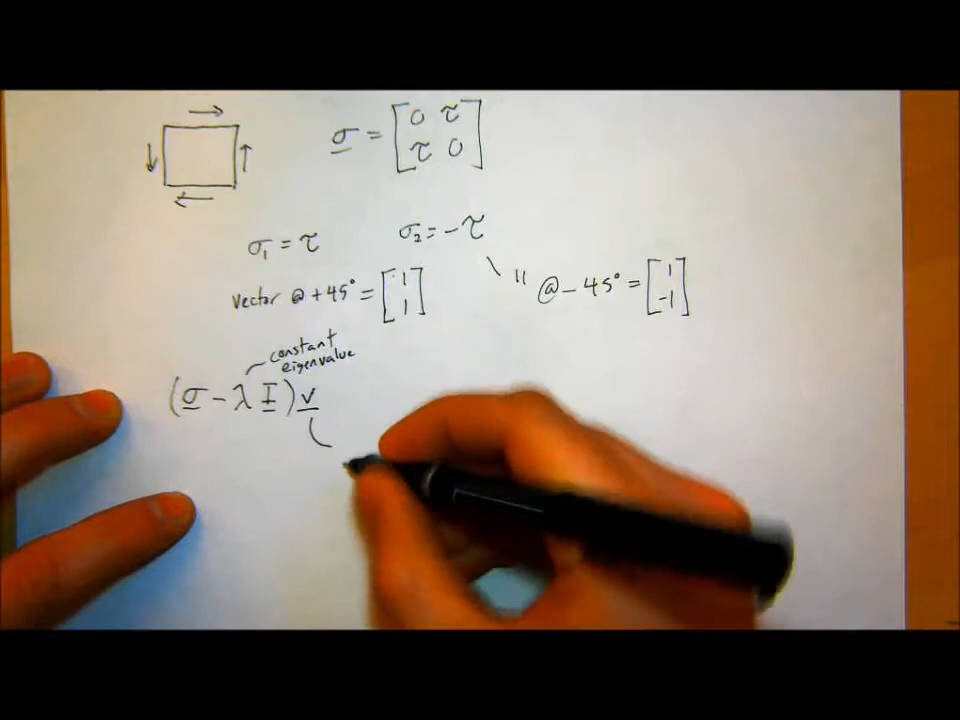 σ = [0 τ
τ 0]
σ₁ = τ σ₂ = -τ
vector @ +45° = [1
1] \ " @ -45° = [1
-1]
constant
eigenvalue
(σ - λ I) v